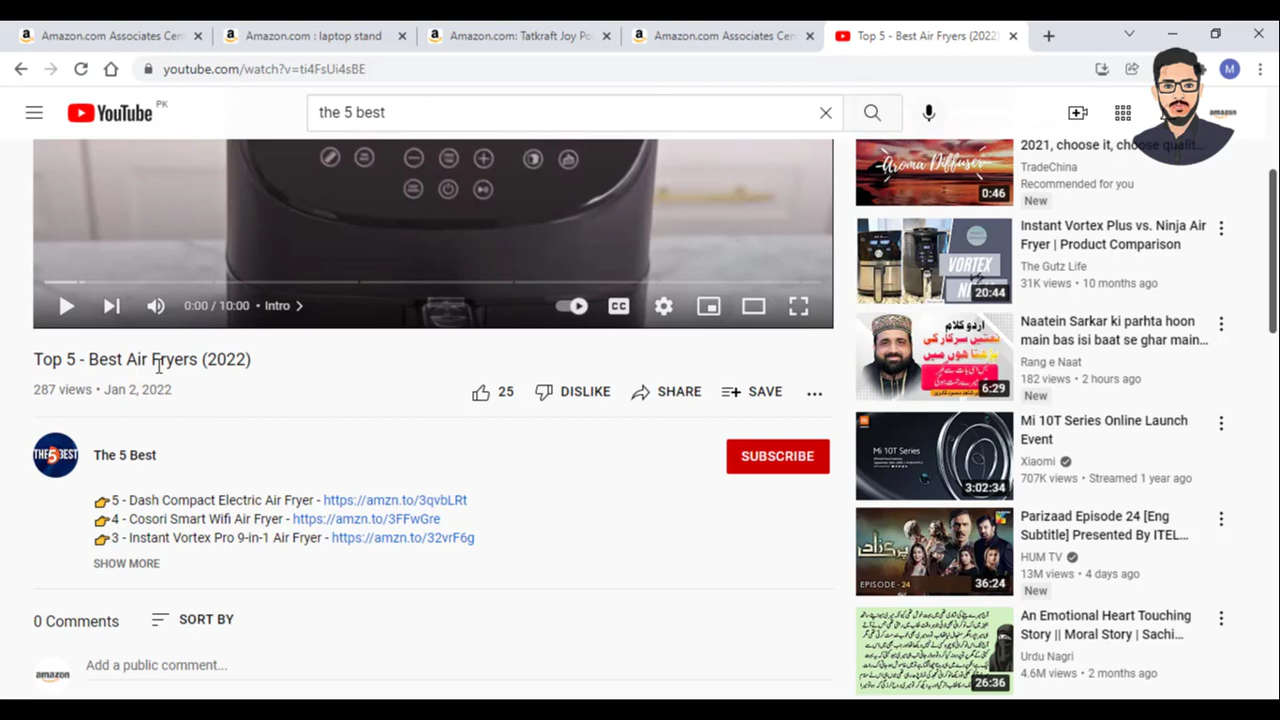 Amazon.com Associates Cen
Amazon.com : laptop stand
Amazon.com: Tatkraft Joy Po
Amazon.com Associates Cen
Top 5 - Best Air Fryers (2022)
youtube.com/watch?v=ti4FsUi4sBE
M
YouTube PK
the 5 best
amazon
0:00 / 10:00 • Intro
CC
Top 5 - Best Air Fryers (2022)
287 views • Jan 2, 2022
25
DISLIKE
SHARE
SAVE
THE 5 BEST
The 5 Best
SUBSCRIBE
👉5 - Dash Compact Electric Air Fryer - https://amzn.to/3qvbLRt
👉4 - Cosori Smart Wifi Air Fryer - https://amzn.to/3FFwGre
👉3 - Instant Vortex Pro 9-in-1 Air Fryer - https://amzn.to/32vrF6g
SHOW MORE
0 Comments
SORT BY
amazon
Add a public comment...
Aroma Diffuser
0:46
2021, choose it, choose qualit...
TradeChina
Recommended for you
New
VORTEX
20:44
Instant Vortex Plus vs. Ninja Air
Fryer | Product Comparison
The Gutz Life
31K views • 10 months ago
اردو کلام
6:29
Naatein Sarkar ki parhta hoon
main bas isi baat se ghar main...
Rang e Naat
182 views • 2 hours ago
New
Mi 10T Series
3:02:34
Mi 10T Series Online Launch
Event
Xiaomi
707K views • Streamed 1 year ago
پری زاد
EPISODE - 24
36:24
Parizaad Episode 24 [Eng
Subtitle] Presented By ITEL...
HUM TV
13M views • 4 days ago
New
26:36
An Emotional Heart Touching
Story || Moral Story | Sachi...
Urdu Nagri
4.6M views • 2 months ago